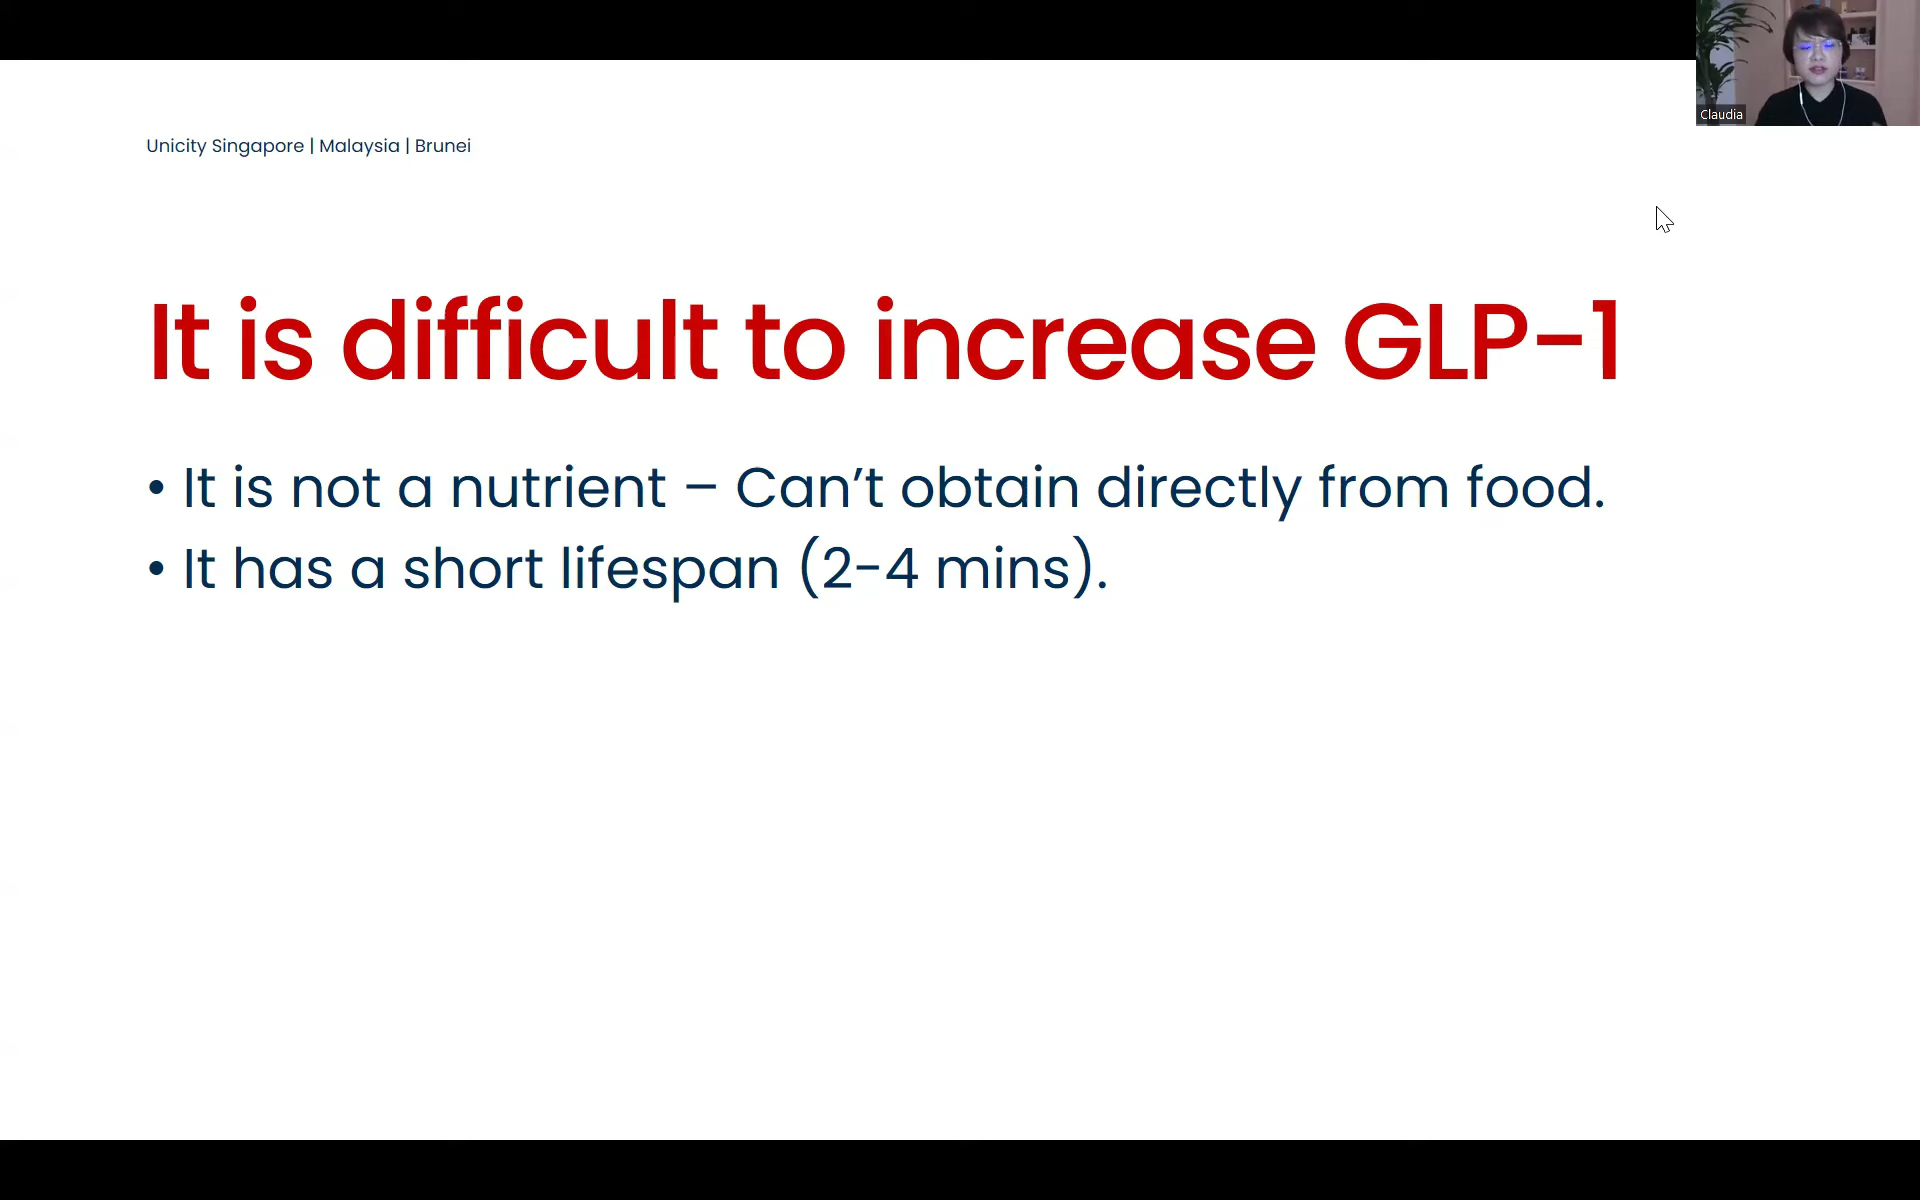 Claudia
Unicity Singapore | Malaysia | Brunei
It is difficult to increase GLP-1
• It is not a nutrient – Can’t obtain directly from food.
• It has a short lifespan (2-4 mins).